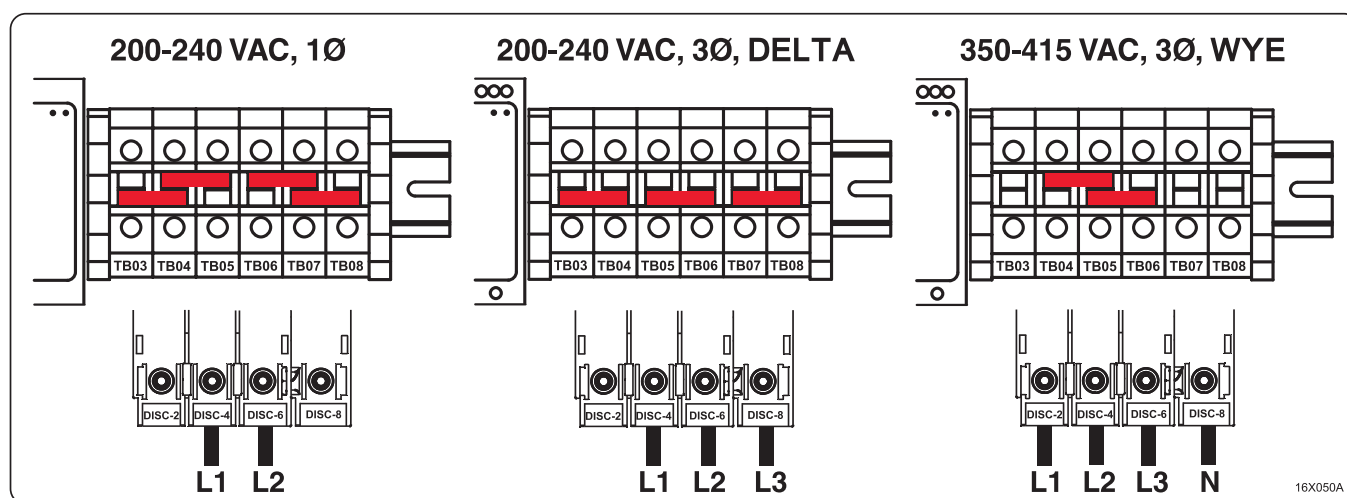 200-240 VAC, 1Ø
200-240 VAC, 3Ø, DELTA
350-415 VAC, 3Ø, WYE
TB03 TB04 TB05 TB06 TB07 TB08
TB03 TB04 TB05 TB06 TB07 TB08
TB03 TB04 TB05 TB06 TB07 TB08
DISC-2 DISC-4 DISC-6 DISC-8
DISC-2 DISC-4 DISC-6 DISC-8
DISC-2 DISC-4 DISC-6 DISC-8
L1 L2
L1 L2 L3
L1 L2 L3 N
16X050A